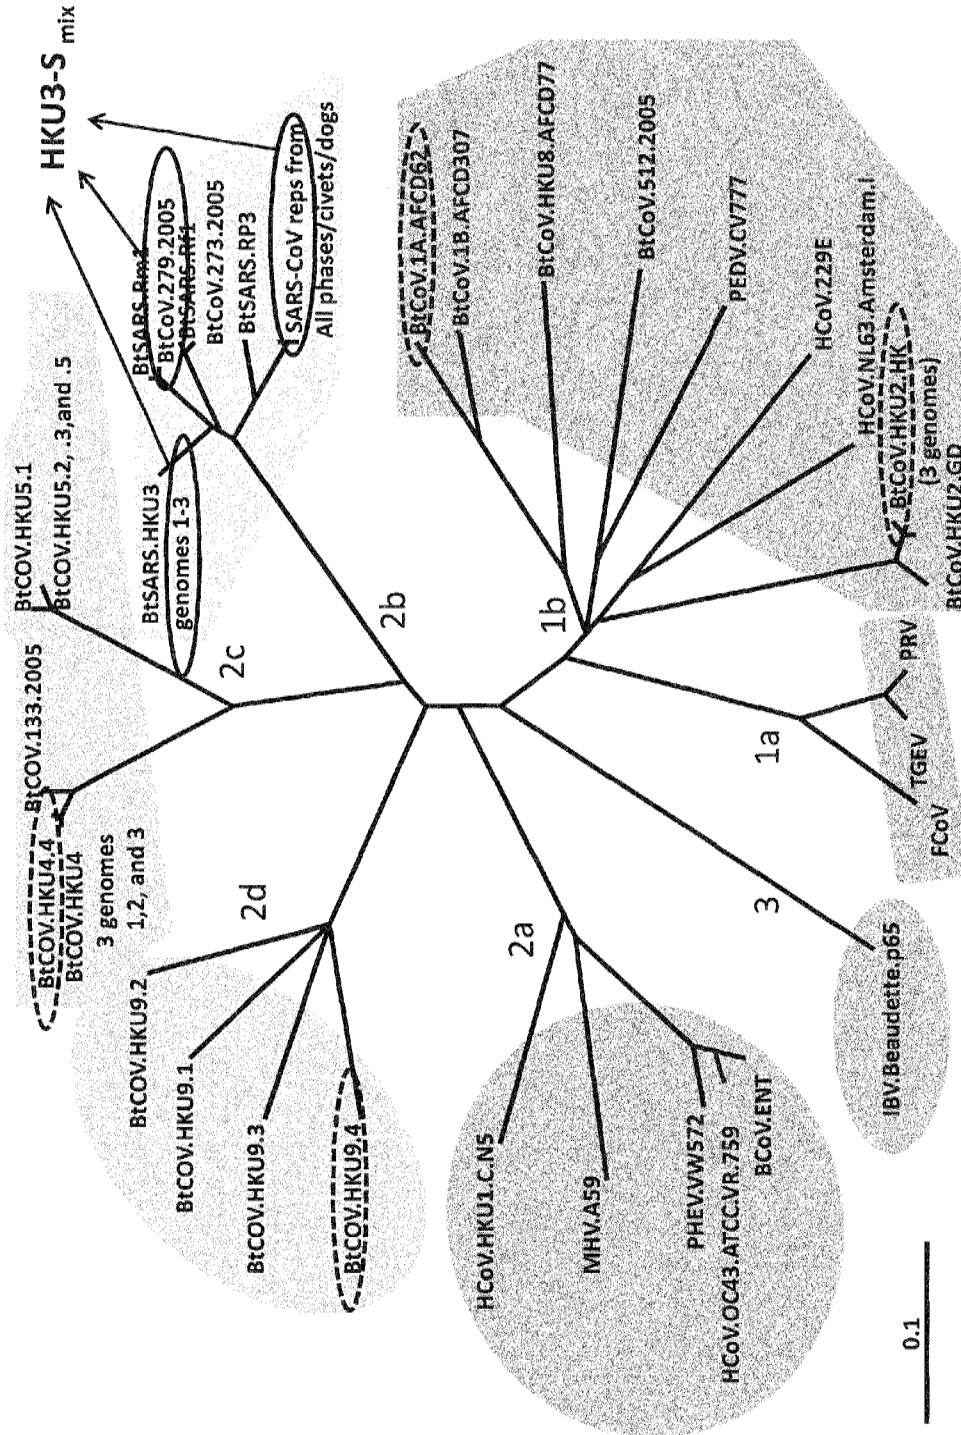 HKU3-S mix
BtCOV.HKU5.1
BtCOV.HKU5.2, .3,and .5
BtSARS.HKU3
genomes 1-3
BtSARS.Rm1
BtCoV.279.2005
BtSARS.Rf1
BtCoV.273.2005
BtSARS.RP3
SARS-CoV reps from
All phases/civets/dogs
BtCOV.133.2005
BtCOV.HKU4.4
BtCOV.HKU4
3 genomes
1,2, and 3
2c
2b
2d
BtCOV.HKU9.2
BtCOV.HKU9.1
BtCOV.HKU9.3
BtCOV.HKU9.4
BtCoV.1A.AFCD62
BtCoV.1B.AFCD307
BtCoV.HKU8.AFCD77
BtCoV.512.2005
PEDV.CV777
HCoV.229E
HCoV.NL63.Amsterdam.I
BtCoV.HKU2.HK
(3 genomes)
BtCoV.HKU2.GD
1b
1a
PRV
TGEV
FCoV
3
IBV.Beaudette.p65
2a
HCoV.HKU1.C.N5
MHV.A59
PHEV.VW572
HCoV.OC43.ATCC.VR.759
BCoV.ENT
0.1